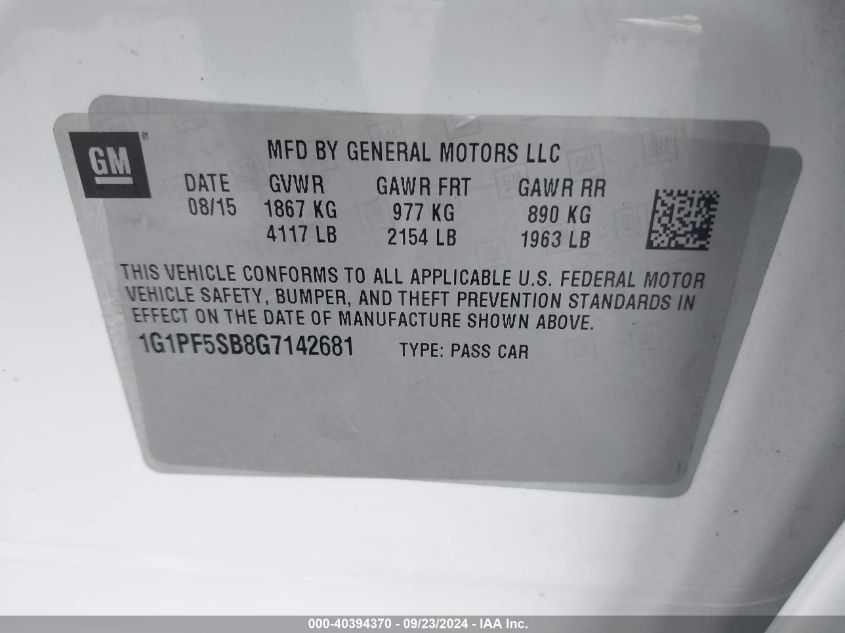 GM®
MFD BY GENERAL MOTORS LLC
DATE GVWR GAWR FRT GAWR RR
08/15 1867 KG 977 KG 890 KG
4117 LB 2154 LB 1963 LB
THIS VEHICLE CONFORMS TO ALL APPLICABLE U.S. FEDERAL MOTOR
VEHICLE SAFETY, BUMPER, AND THEFT PREVENTION STANDARDS IN
EFFECT ON THE DATE OF MANUFACTURE SHOWN ABOVE.
1G1PF5SB8G7142681 TYPE: PASS CAR
000-40394370 - 09/23/2024 - IAA Inc.